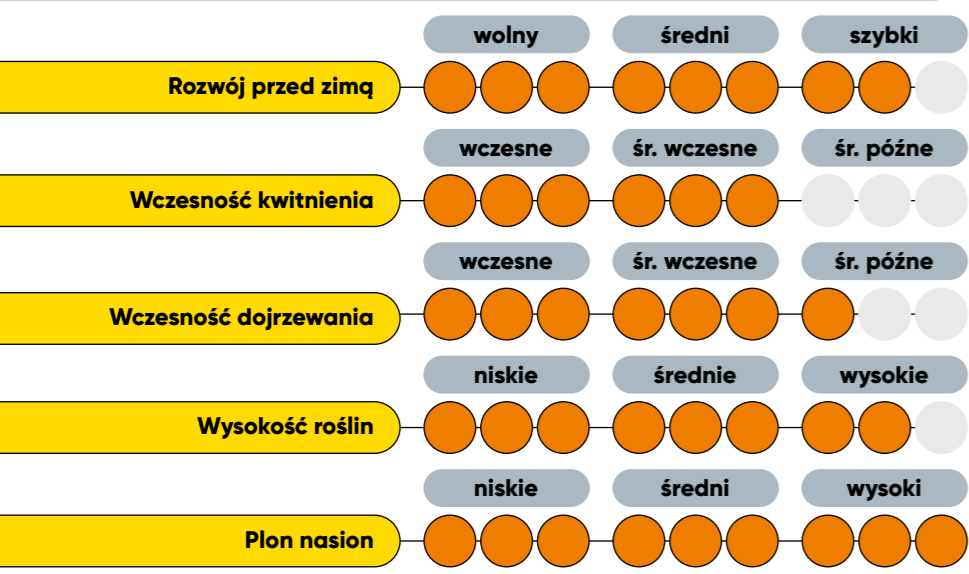 wolny średni szybki
Rozwój przed zimą
wczesne śr. wczesne śr. późne
Wczesność kwitnienia
wczesne śr. wczesne śr. późne
Wczesność dojrzewania
niskie średnie wysokie
Wysokość roślin
niskie średni wysoki
Plon nasion